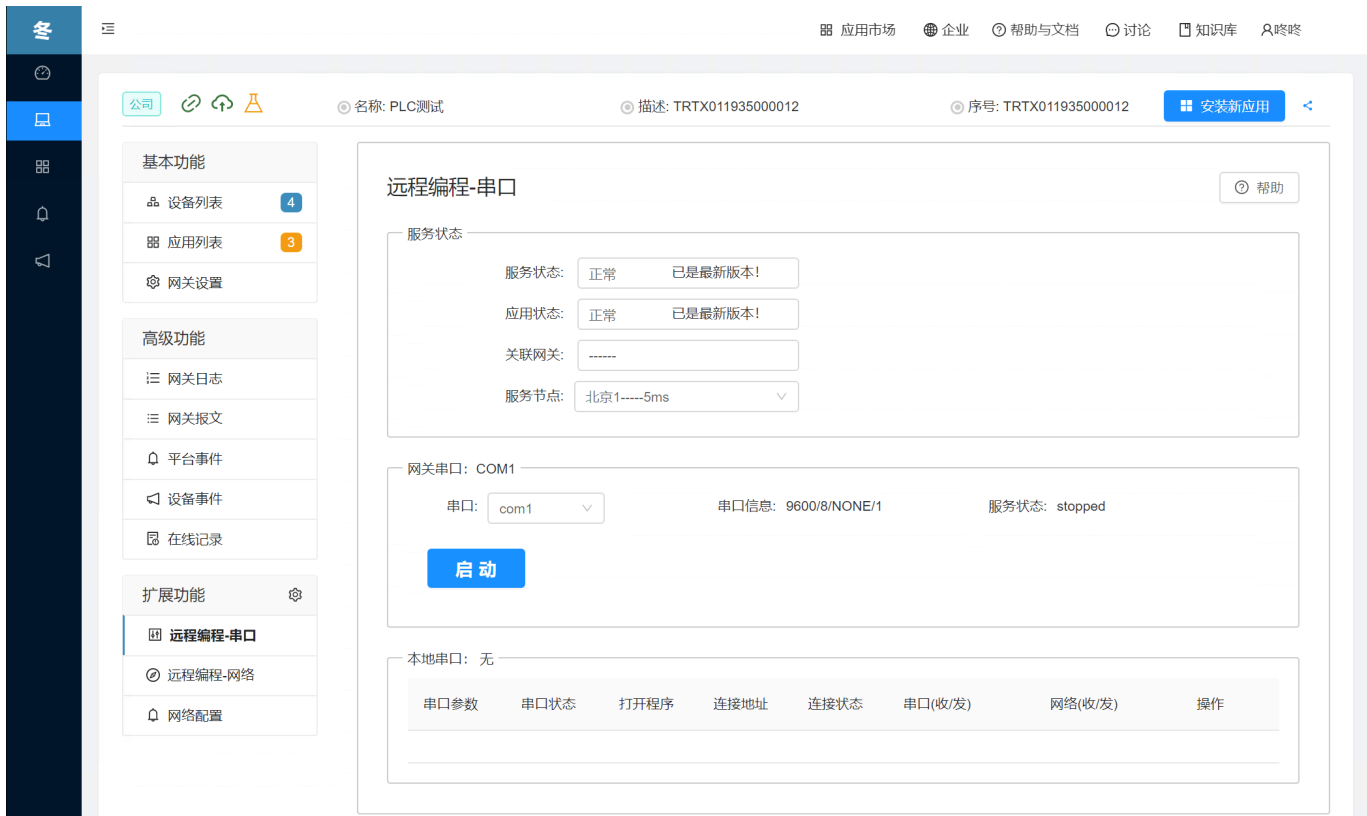 冬
应用市场 企业 帮助与文档 讨论 知识库 咚咚
公司 名称: PLC测试 描述: TRTX011935000012 序号: TRTX011935000012 安装新应用
基本功能
设备列表 4
应用列表 3
网关设置
高级功能
网关日志
网关报文
平台事件
设备事件
在线记录
扩展功能
远程编程-串口
远程编程-网络
网络配置
远程编程-串口 帮助
服务状态
服务状态: 正常 已是最新版本!
应用状态: 正常 已是最新版本!
关联网关: ------
服务节点: 北京1-----5ms
网关串口: COM1
串口: com1 串口信息: 9600/8/NONE/1 服务状态: stopped
启动
本地串口: 无
串口参数 串口状态 打开程序 连接地址 连接状态 串口(收/发) 网络(收/发) 操作